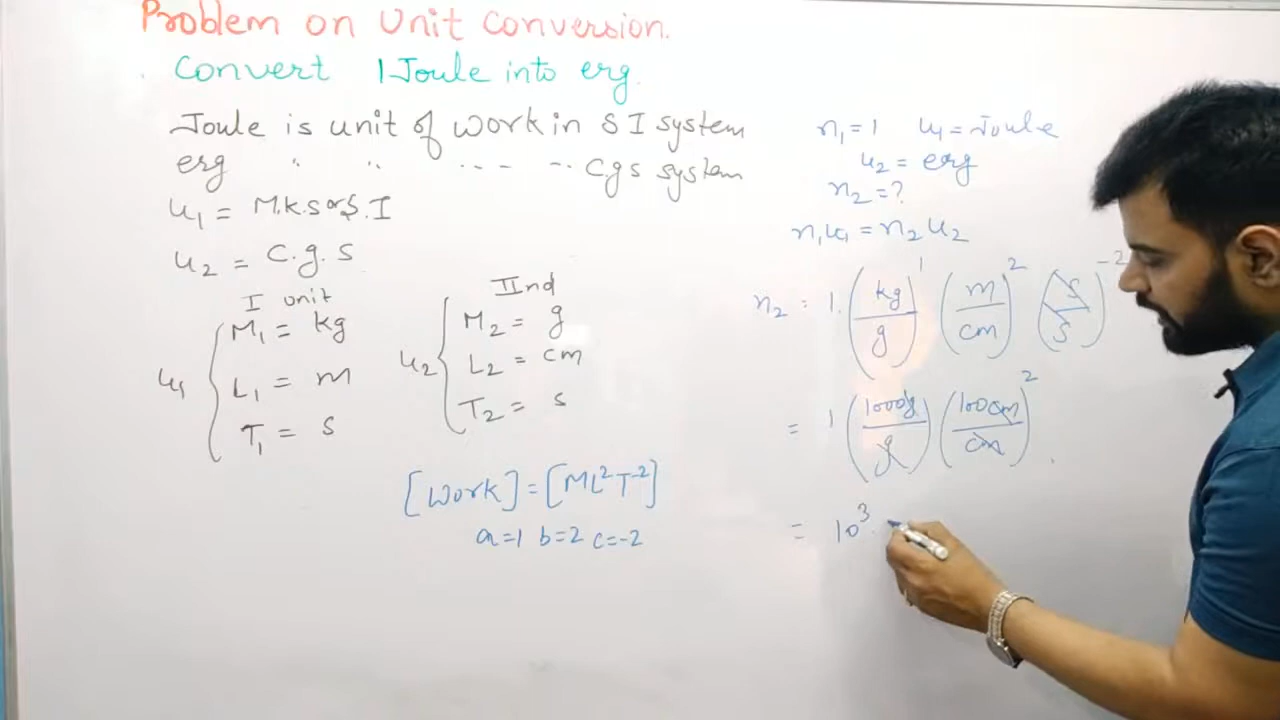 Problem on Unit Conversion.
Convert 1 Joule into erg.
Joule is unit of work in S I system
erg " " -- - -- Cgs system
u₁ = M.k.s or S.I
u₂ = C.g.s
I unit
u₁ { M₁ = kg
L₁ = m
T₁ = s
IInd
u₂ { M₂ = g
L₂ = cm
T₂ = s
[Work] = [ML²T⁻²]
a=1 b=2 c=-2
n₁=1 u₁=Joule
u₂ = erg
n₂ = ?
n₁u₁ = n₂u₂
n₂ = 1.(kg/g)¹ (m/cm)² (s/s)⁻²
= 1 (1000g/g) (100cm/cm)²
= 10³.